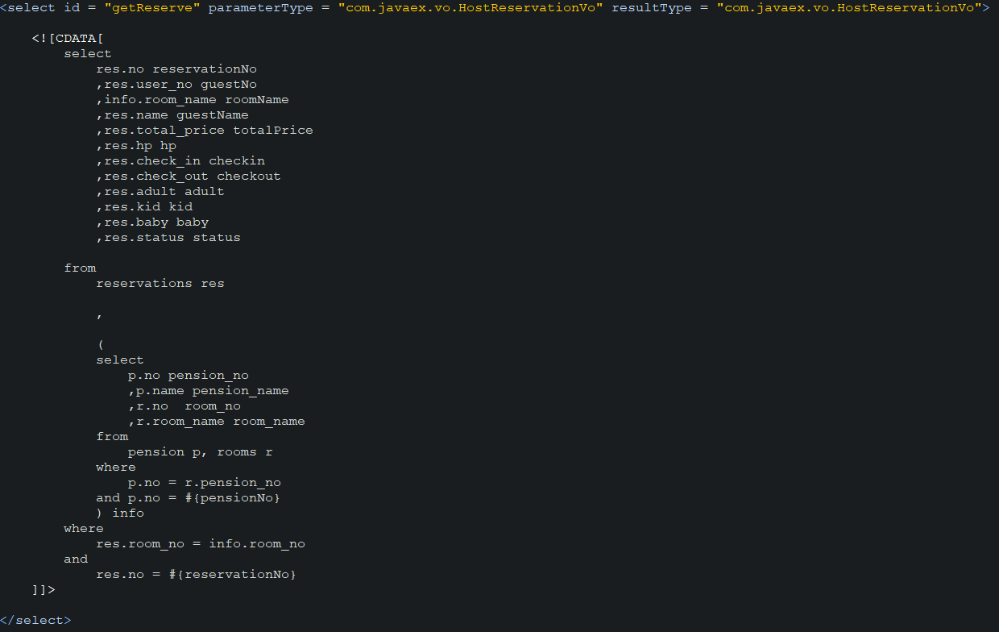 <select id = "getReserve" parameterType = "com.javaex.vo.HostReservationVo" resultType = "com.javaex.vo.HostReservationVo">
<![CDATA[
select
res.no reservationNo
,res.user_no guestNo
,info.room_name roomName
,res.name guestName
,res.total_price totalPrice
,res.hp hp
,res.check_in checkin
,res.check_out checkout
,res.adult adult
,res.kid kid
,res.baby baby
,res.status status
from
reservations res
,
(
select
p.no pension_no
,p.name pension_name
,r.no  room_no
,r.room_name room_name
from
pension p, rooms r
where
p.no = r.pension_no
and p.no = #{pensionNo}
) info
where
res.room_no = info.room_no
and
res.no = #{reservationNo}
]]>
</select>